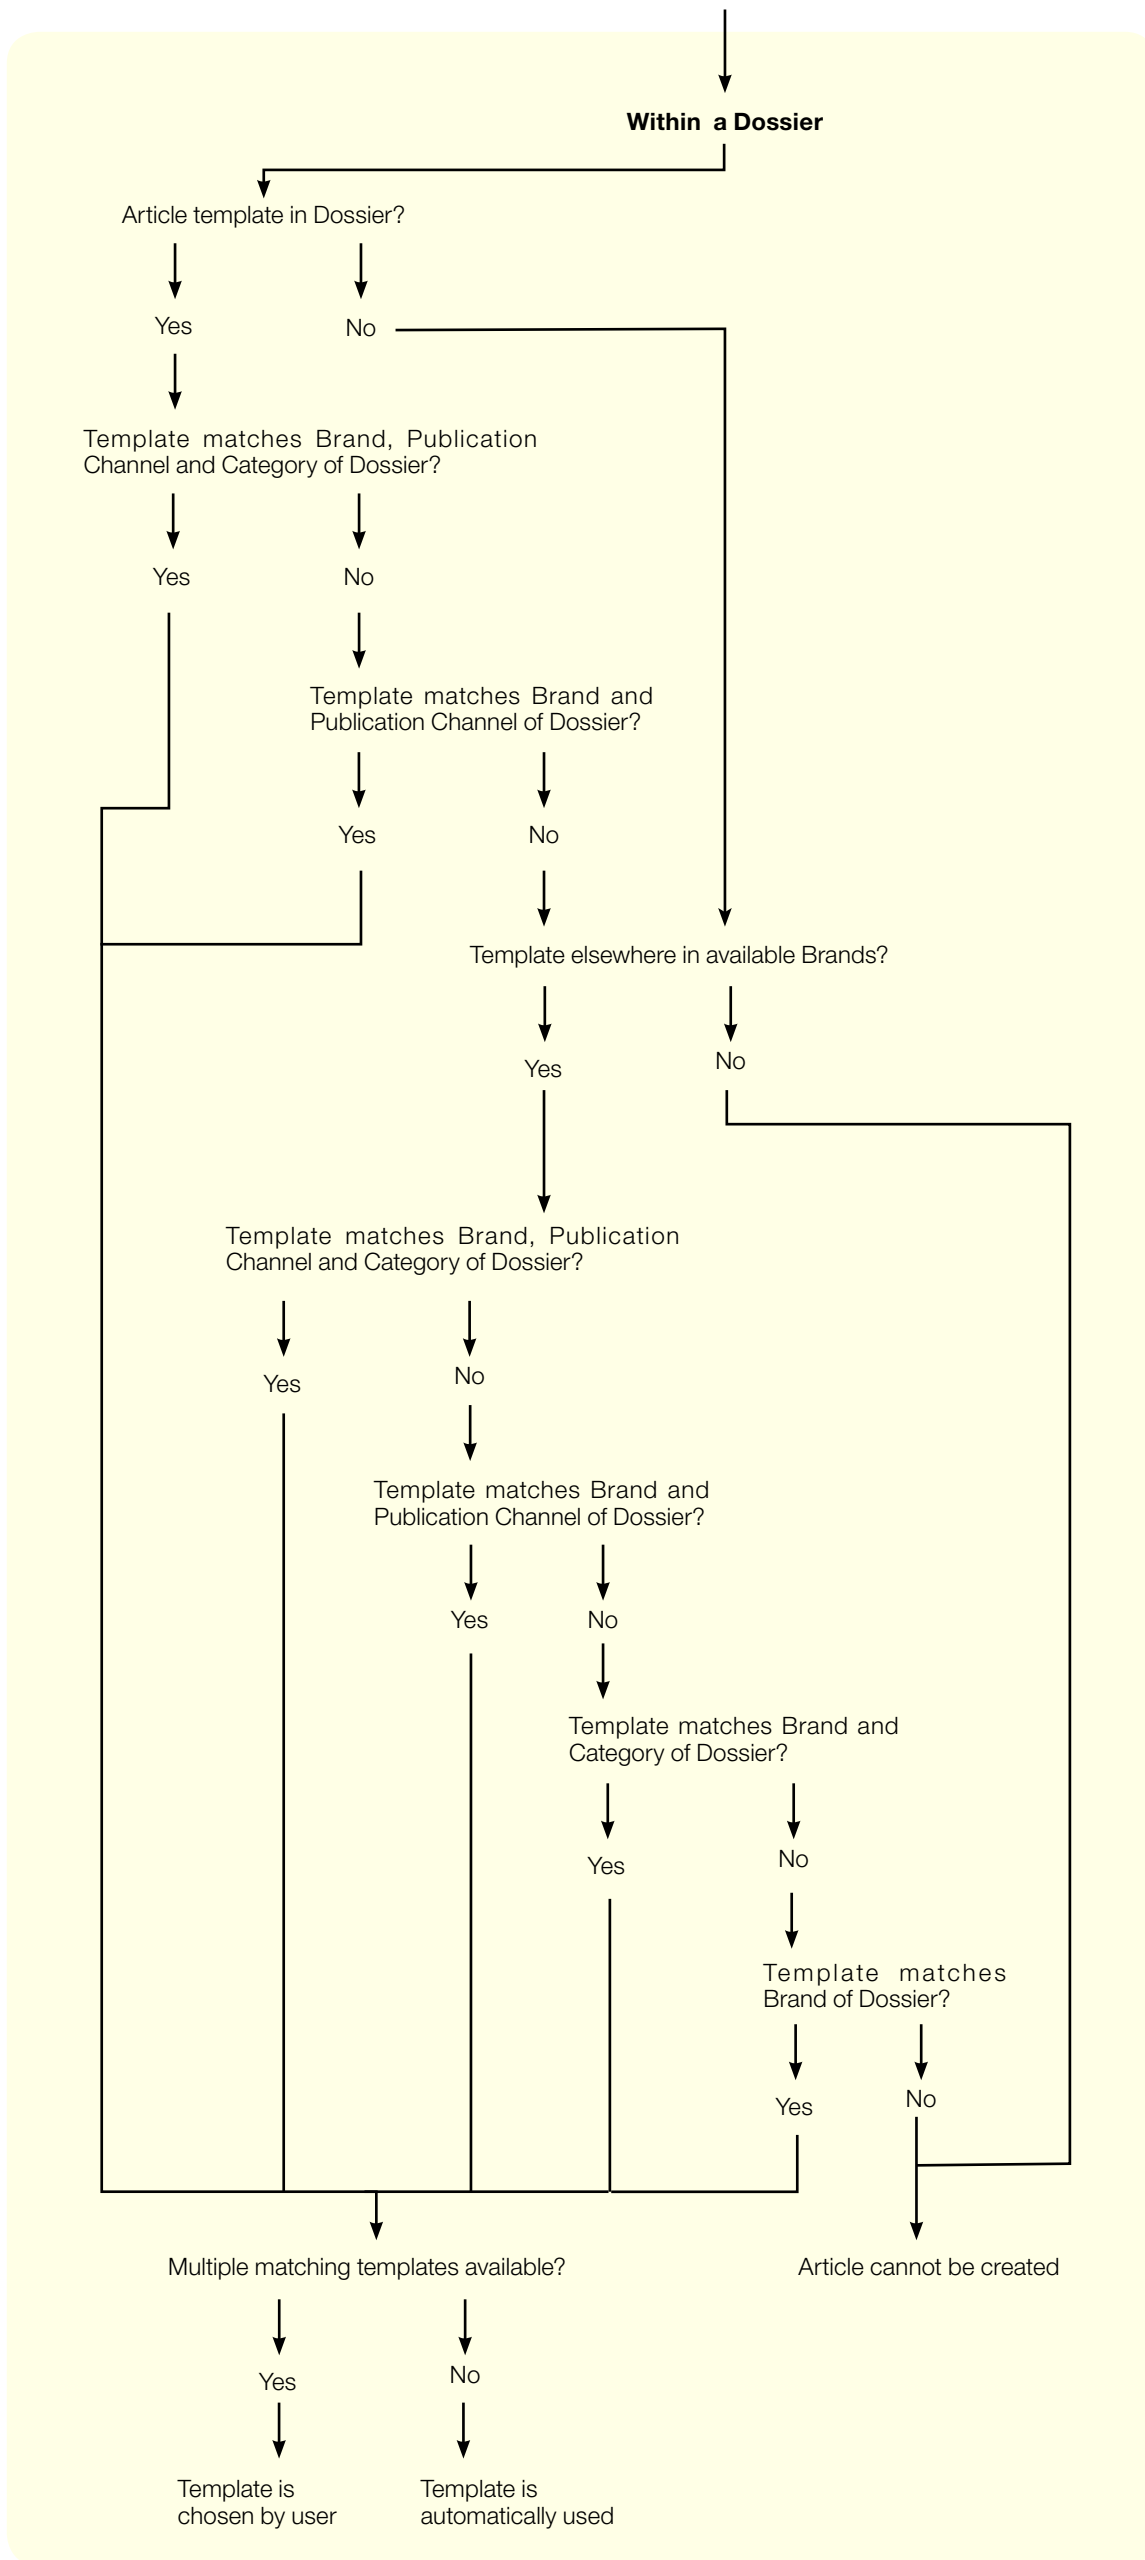 Within a Dossier
Article template in Dossier?
Yes
No
Template matches Brand, Publication
Channel and Category of Dossier?
Yes
No
Template matches Brand and
Publication Channel of Dossier?
Yes
No
Template elsewhere in available Brands?
Yes
No
Template matches Brand, Publication
Channel and Category of Dossier?
Yes
No
Template matches Brand and
Publication Channel of Dossier?
Yes
No
Template matches Brand and
Category of Dossier?
Yes
No
Template matches
Brand of Dossier?
Yes
No
Multiple matching templates available?
Article cannot be created
Yes
No
Template is
chosen by user
Template is
automatically used